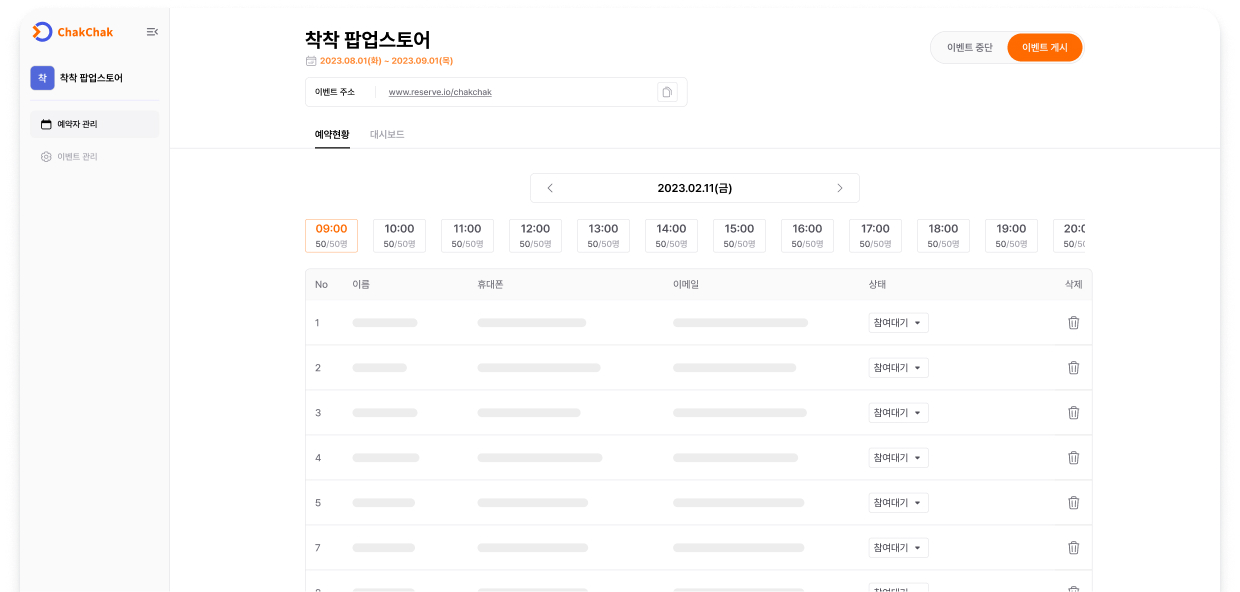 ChakChak
착 착착 팝업스토어
예약자 관리
이벤트 관리
착착 팝업스토어
2023.08.01(화) ~ 2023.09.01(목)
이벤트 중단 이벤트 게시
이벤트 주소 www.reserve.io/chakchak
예약현황 대시보드
2023.02.11(금)
09:00 10:00 11:00 12:00 13:00 14:00 15:00 16:00 17:00 18:00 19:00
50/50명 50/50명 50/50명 50/50명 50/50명 50/50명 50/50명 50/50명 50/50명 50/50명 50/50명
No 이름 휴대폰 이메일 상태 삭제
1 참여대기
2 참여대기
3 참여대기
4 참여대기
5 참여대기
7 참여대기